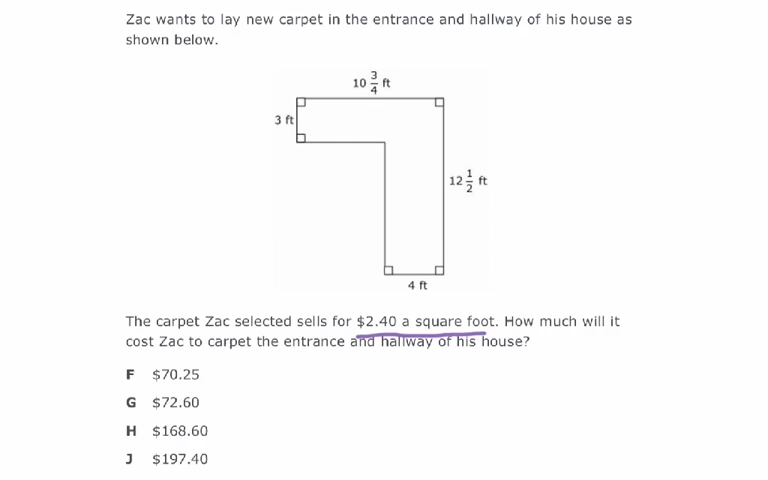 Zac wants to lay new carpet in the entrance and hallway of his house as
shown below.
10 3/4 ft
3 ft
12 1/2 ft
4 ft
The carpet Zac selected sells for $2.40 a square foot. How much will it
cost Zac to carpet the entrance and hallway of his house?
F $70.25
G $72.60
H $168.60
J $197.40